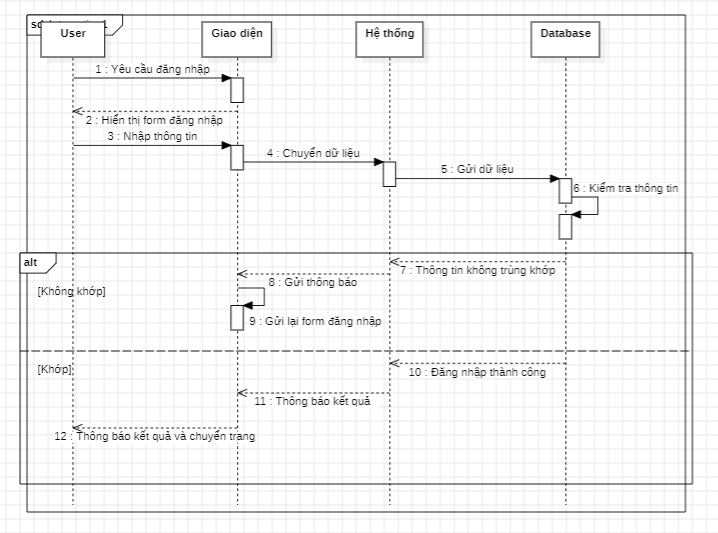 User
Giao diện
Hệ thống
Database
1 : Yêu cầu đăng nhập
2 : Hiển thị form đăng nhập
3 : Nhập thông tin
4 : Chuyển dữ liệu
5 : Gửi dữ liệu
6 : Kiểm tra thông tin
alt
7 : Thông tin không trùng khớp
8 : Gửi thông báo
[Không khớp]
9 : Gửi lại form đăng nhập
[Khớp]
10 : Đăng nhập thành công
11 : Thông báo kết quả
12 : Thông báo kết quả và chuyển trang